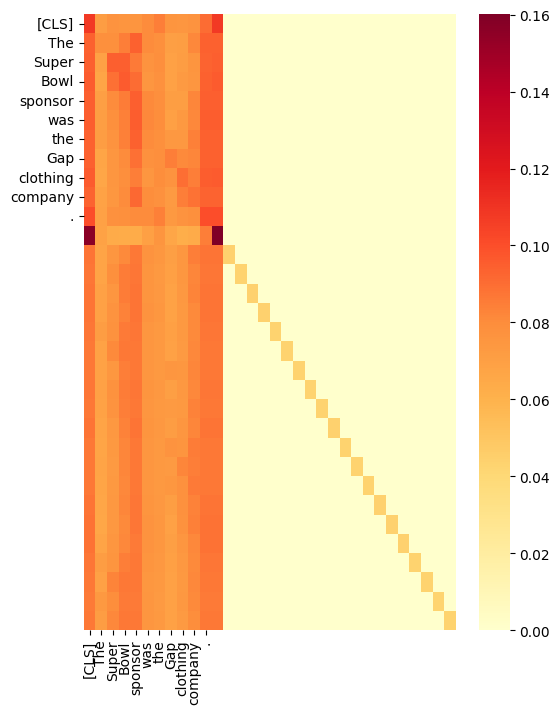 [CLS]
The
Super
Bowl
sponsor
was
the
Gap
clothing
company
.
0.16
0.14
0.12
0.10
0.08
0.06
0.04
0.02
0.00
[CLS]
The
Super
Bowl
sponsor
was
the
Gap
clothing
company
.